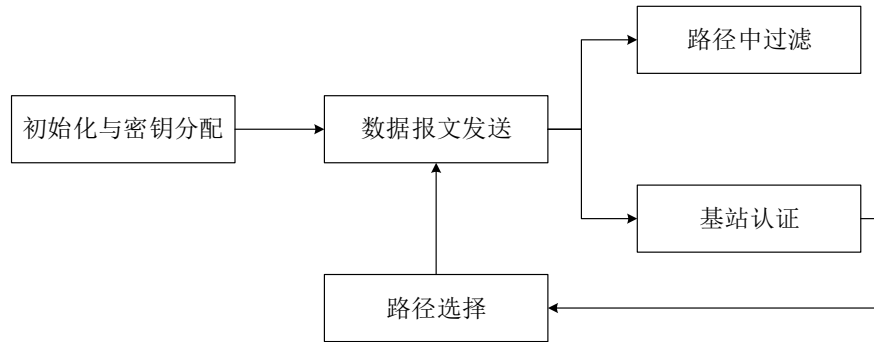 路径中过滤
初始化与密钥分配
数据报文发送
基站认证
路径选择